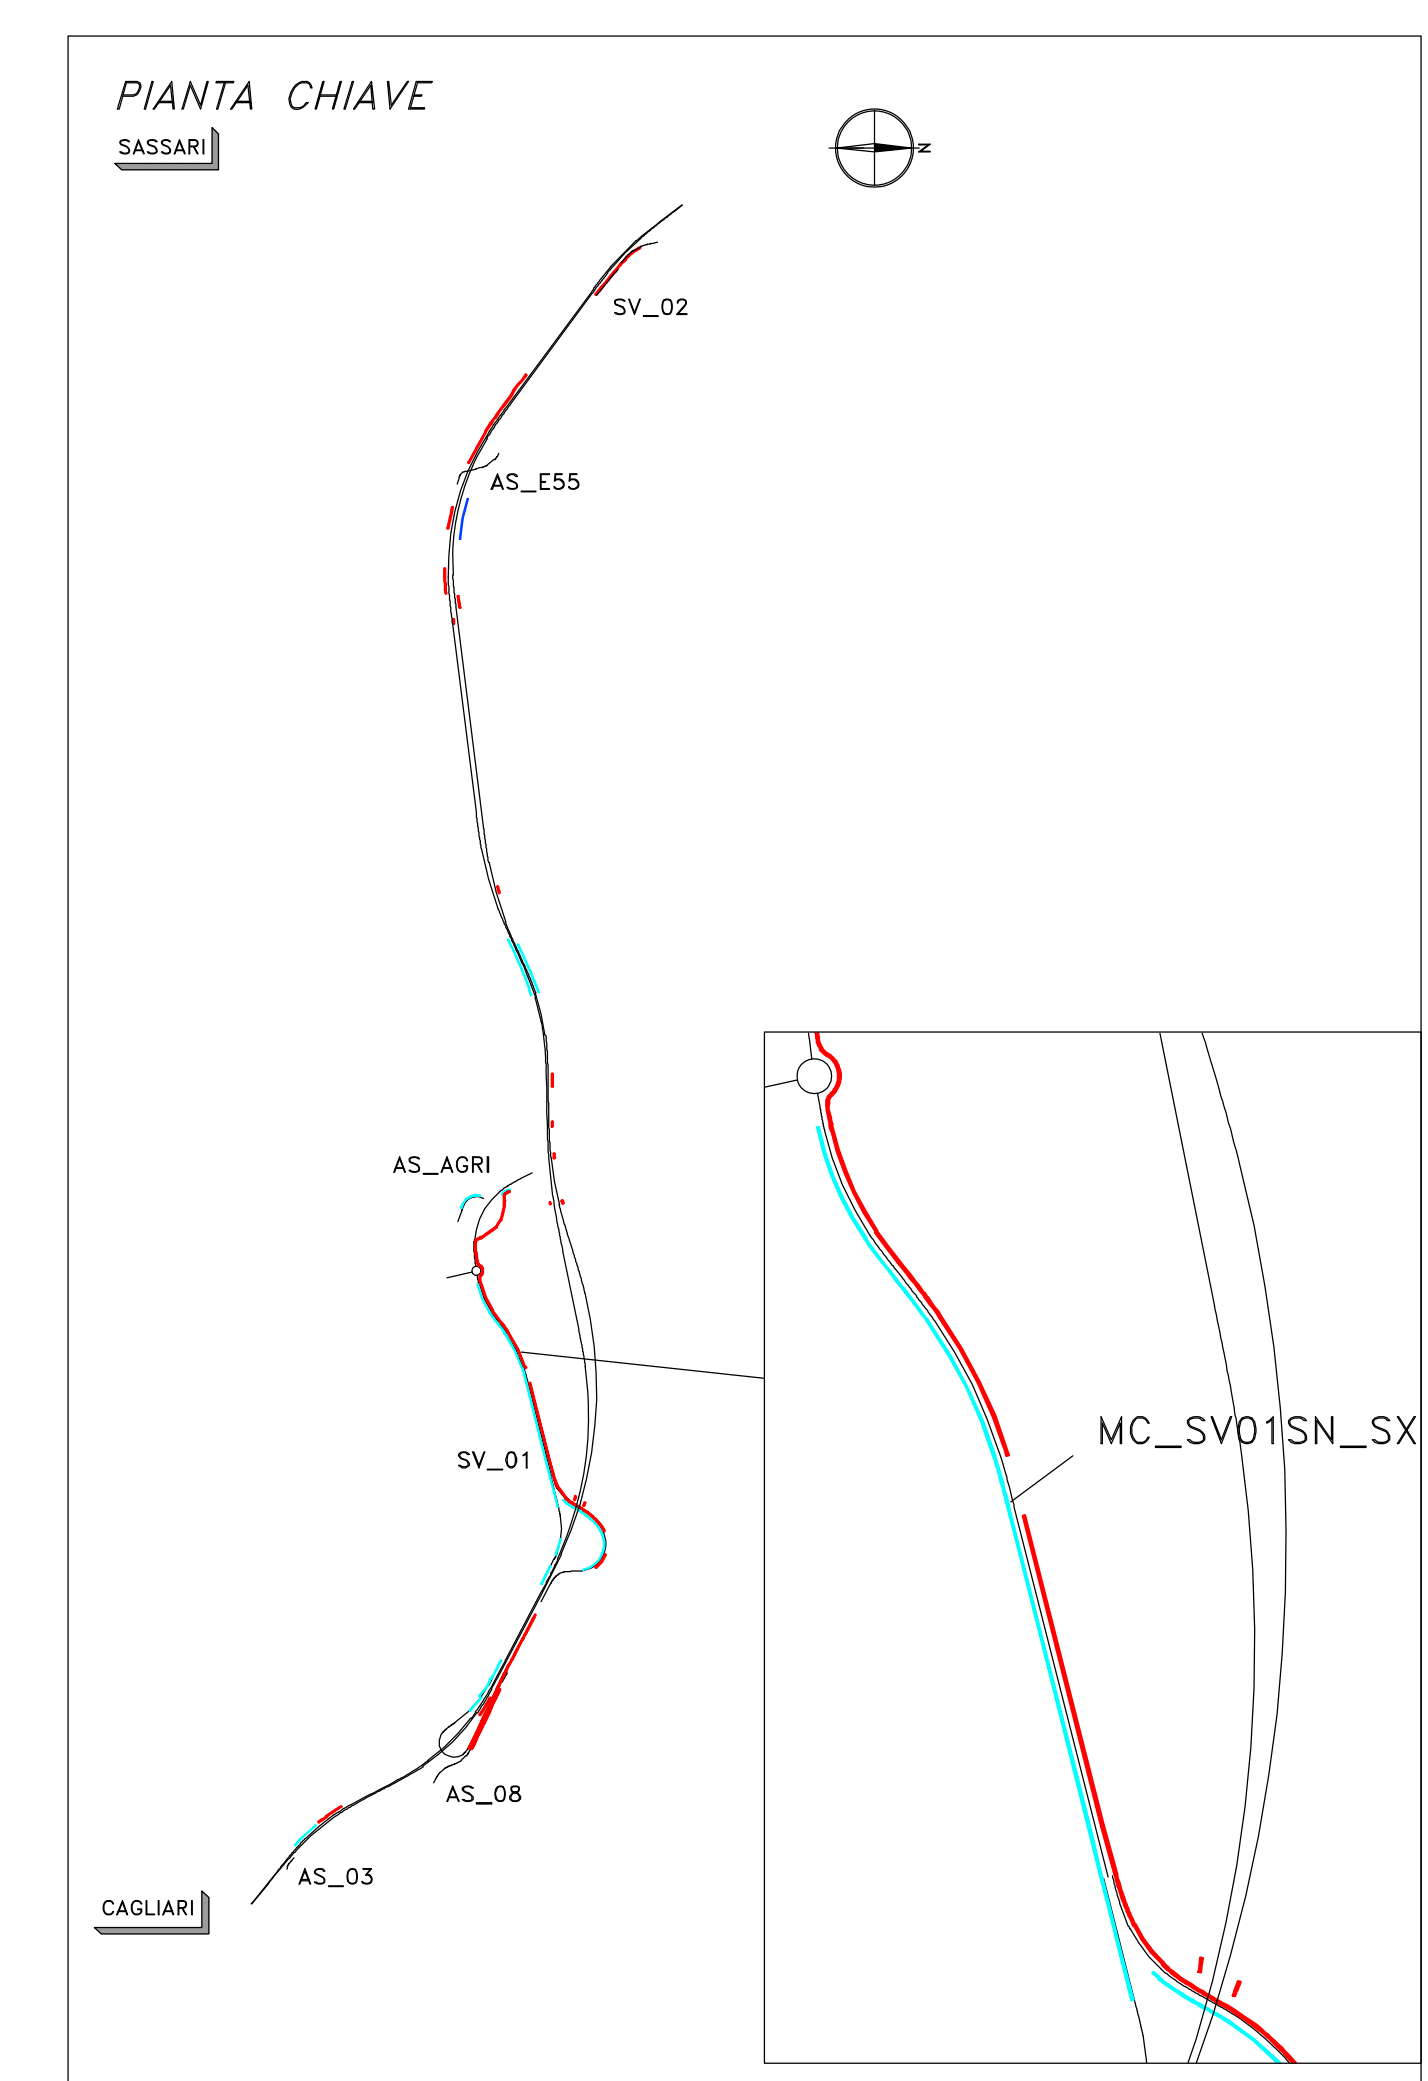 PIANTA CHIAVE
SASSARI
N
SV_02
AS_E55
AS_AGRI
MC_SV01SN_SX
SV_01
AS_08
AS_03
CAGLIARI